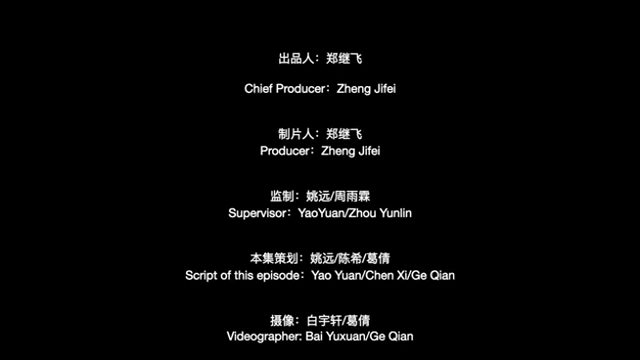 出品人：郑继飞
Chief Producer：Zheng Jifei
制片人：郑继飞
Producer：Zheng Jifei
监制：姚远/周雨霖
Supervisor：YaoYuan/Zhou Yunlin
本集策划：姚远/陈希/葛倩
Script of this episode：Yao Yuan/Chen Xi/Ge Qian
摄像：白宇轩/葛倩
Videographer: Bai Yuxuan/Ge Qian